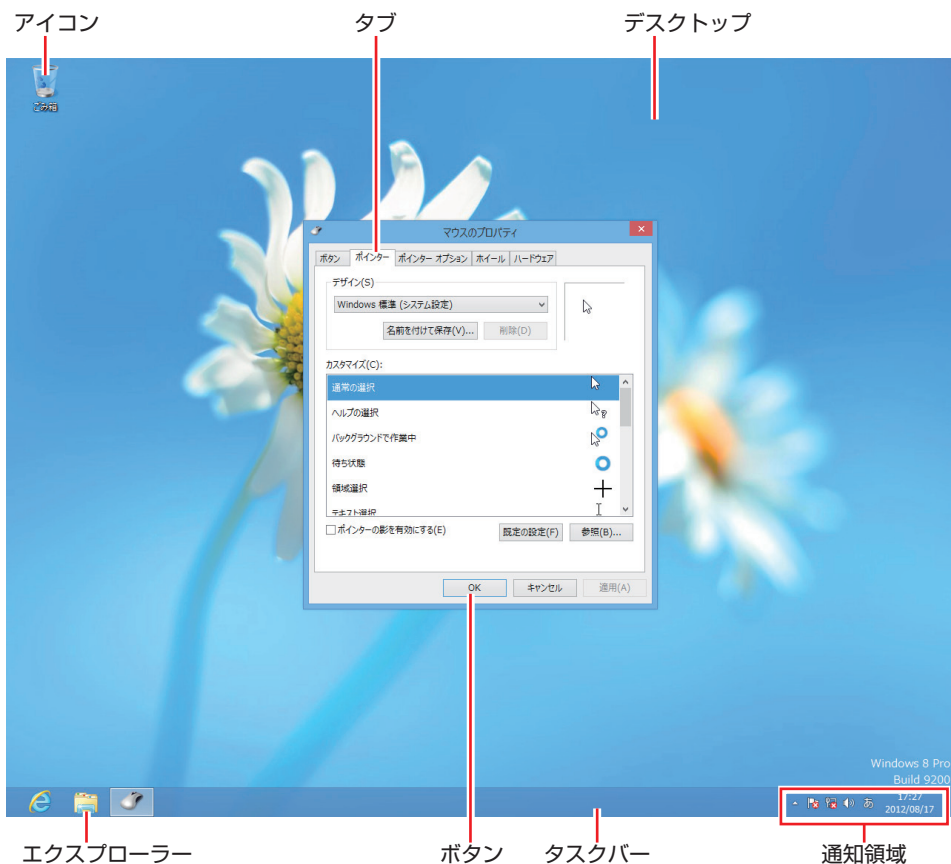 アイコン
タブ
デスクトップ
ごみ箱
マウスのプロパティ
ボタン ポインター ポインター オプション ホイール ハードウェア
デザイン(S)
Windows 標準 (システム設定)
名前を付けて保存(V)... 削除(D)
カスタマイズ(C):
通常の選択
ヘルプの選択
バックグラウンドで作業中
待ち状態
領域選択
テキスト選択
ポインターの影を有効にする(E)
既定の設定(F) 参照(B)...
OK キャンセル 適用(A)
Windows 8 Pro
Build 9200
あ
17:27
2012/08/17
エクスプローラー
ボタン
タスクバー
通知領域